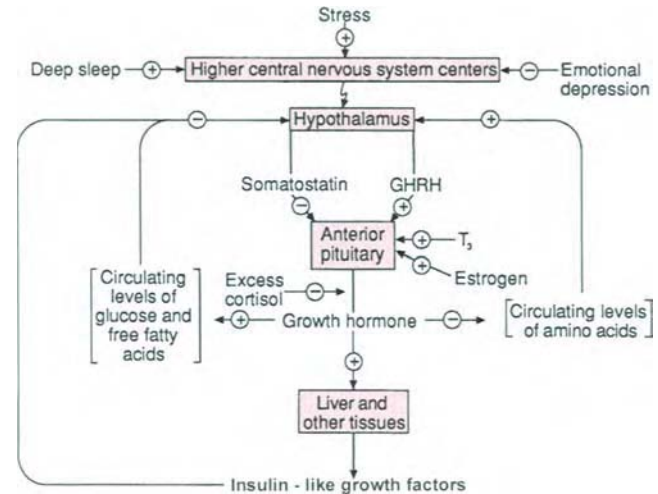 Stress
+
Deep sleep + Higher central nervous system centers - Emotional
depression
- Hypothalamus +
Somatostatin GHRH
- +
Anterior
pituitary
+ T3
+ Estrogen
Excess
cortisol -
[Circulating
levels of
glucose and
free fatty
acids]
+ Growth hormone -
[Circulating levels
of amino acids]
+
Liver and
other tissues
Insulin - like growth factors